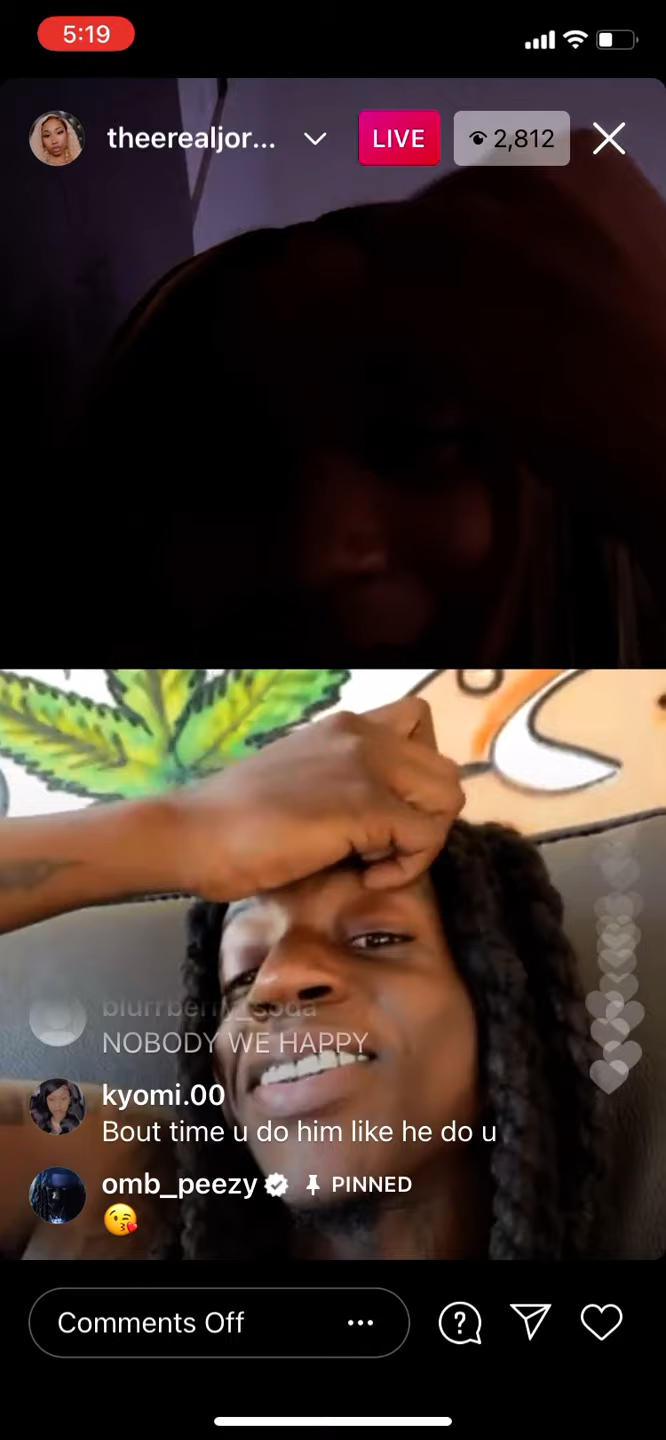 5:19
theerealjor...
LIVE
2,812
blurrberry_soda
NOBODY WE HAPPY
kyomi.00
Bout time u do him like he do u
omb_peezy PINNED
😘
Comments Off